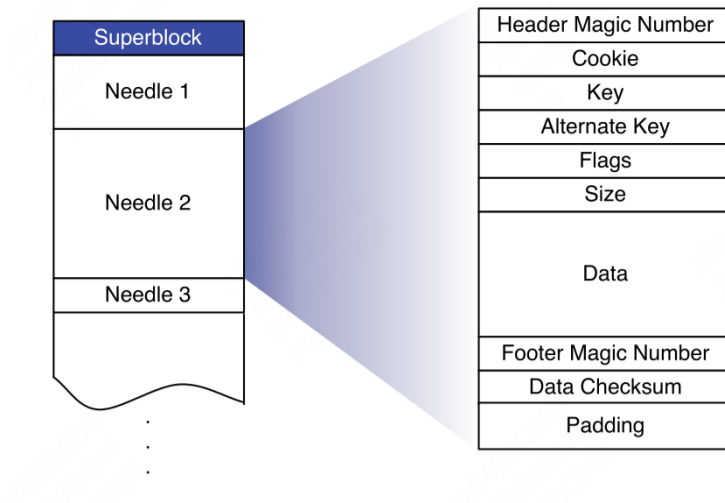 Superblock
Needle 1
Needle 2
Needle 3
Header Magic Number
Cookie
Key
Alternate Key
Flags
Size
Data
Footer Magic Number
Data Checksum
Padding